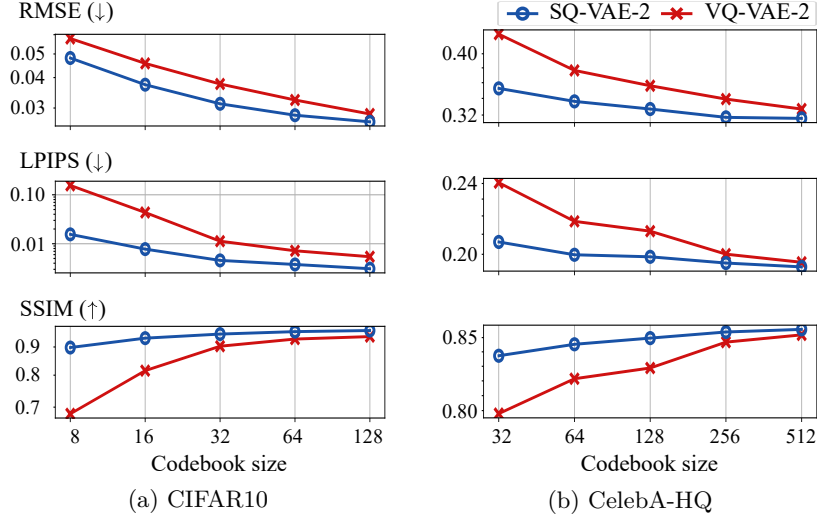 RMSE (↓)
SQ-VAE-2
VQ-VAE-2
0.05
0.04
0.03
0.40
0.32
LPIPS (↓)
0.10
0.01
0.24
0.20
SSIM (↑)
0.9
0.8
0.7
0.85
0.80
8 16 32 64 128
32 64 128 256 512
Codebook size
Codebook size
(a) CIFAR10
(b) CelebA-HQ